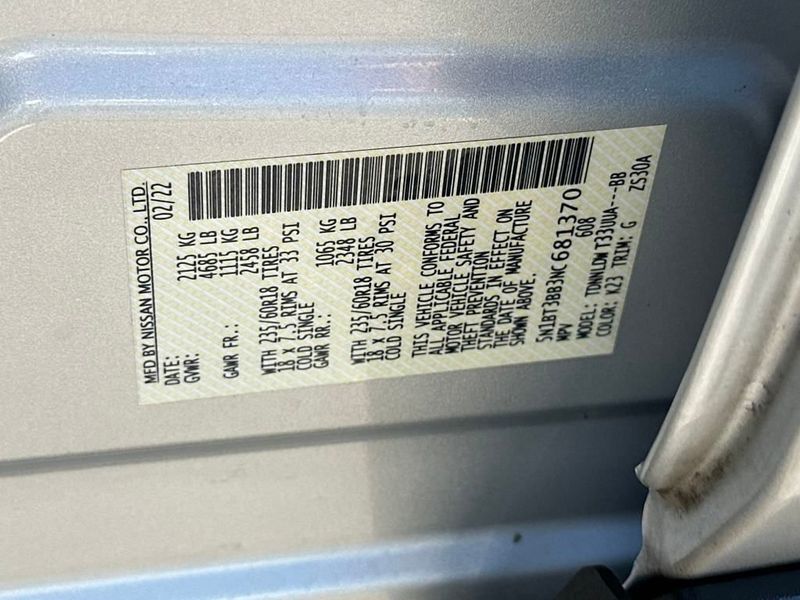 MFD BY NISSAN MOTOR CO., LTD.
DATE: 02/22
GVWR: 2125 KG
4685 LB
GAWR FR.: 1115 KG
2458 LB
WITH 235/60R18 TIRES
18 X 7.5 RIMS AT 33 PSI
COLD SINGLE
GAWR RR.: 1065 KG
2348 LB
WITH 235/60R18 TIRES
18 X 7.5 RIMS AT 30 PSI
COLD SINGLE
THIS VEHICLE CONFORMS TO
ALL APPLICABLE FEDERAL
MOTOR VEHICLE SAFETY AND
THEFT PREVENTION
STANDARDS IN EFFECT ON
THE DATE OF MANUFACTURE
SHOWN ABOVE.
5N1BT3BB3NC681370
MPV 608
MODEL: TDNNLDW T33UUA---BB
COLOR: K23 TRIM: G ZS30A